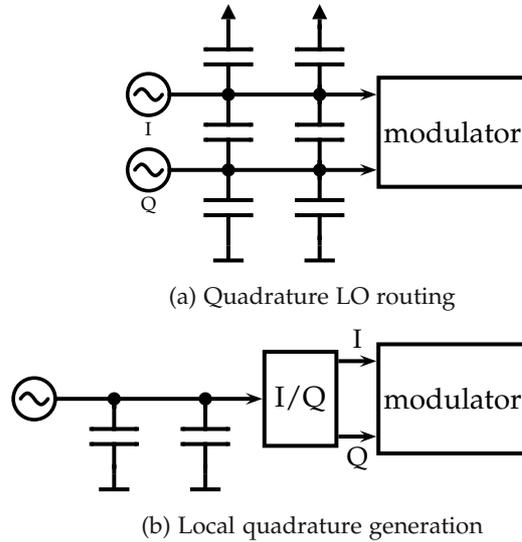 I
Q
modulator
(a) Quadrature LO routing
I
I/Q
modulator
Q
(b) Local quadrature generation